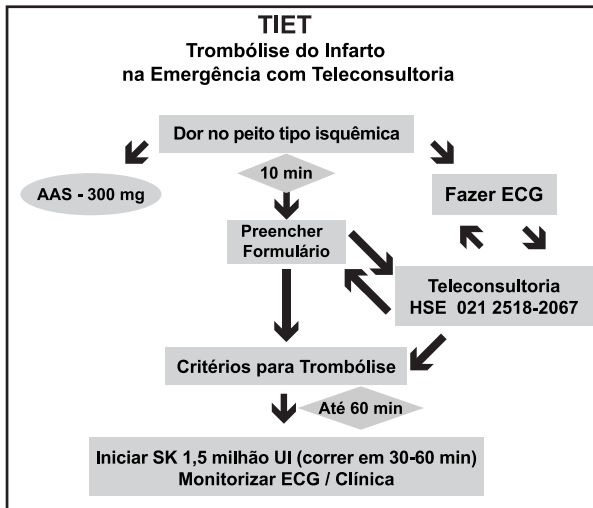 TIET
Trombólise do Infarto
na Emergência com Teleconsultoria
Dor no peito tipo isquêmica
10 min
AAS - 300 mg
Fazer ECG
Preencher
Formulário
Teleconsultoria
HSE 021 2518-2067
Critérios para Trombólise
Até 60 min
Iniciar SK 1,5 milhão UI (correr em 30-60 min)
Monitorizar ECG / Clínica